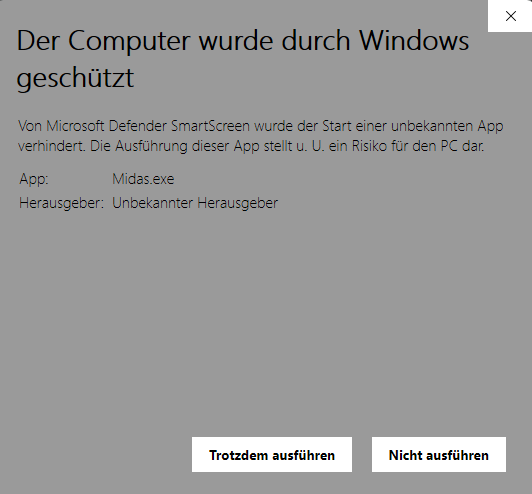 Der Computer wurde durch Windows
geschützt
Von Microsoft Defender SmartScreen wurde der Start einer unbekannten App
verhindert. Die Ausführung dieser App stellt u. U. ein Risiko für den PC dar.
App: Midas.exe
Herausgeber: Unbekannter Herausgeber
Trotzdem ausführen Nicht ausführen